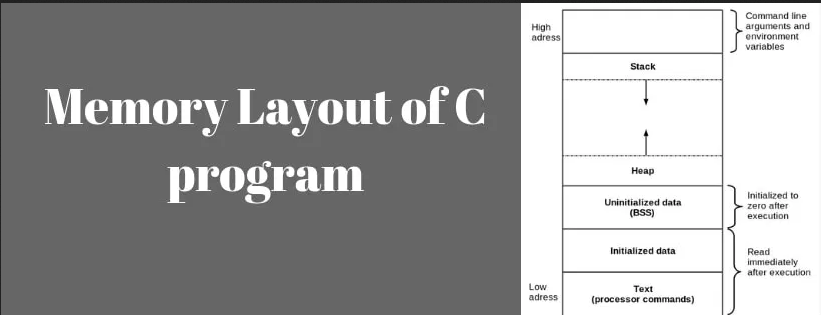 Memory Layout of C
program
High
adress
Command line
arguments and
environment
variables
Stack
Heap
Uninitialized data
(BSS)
Initialized to
zero after
execution
Initialized data
Read
immediately
after execution
Low
adress
Text
(processor commands)